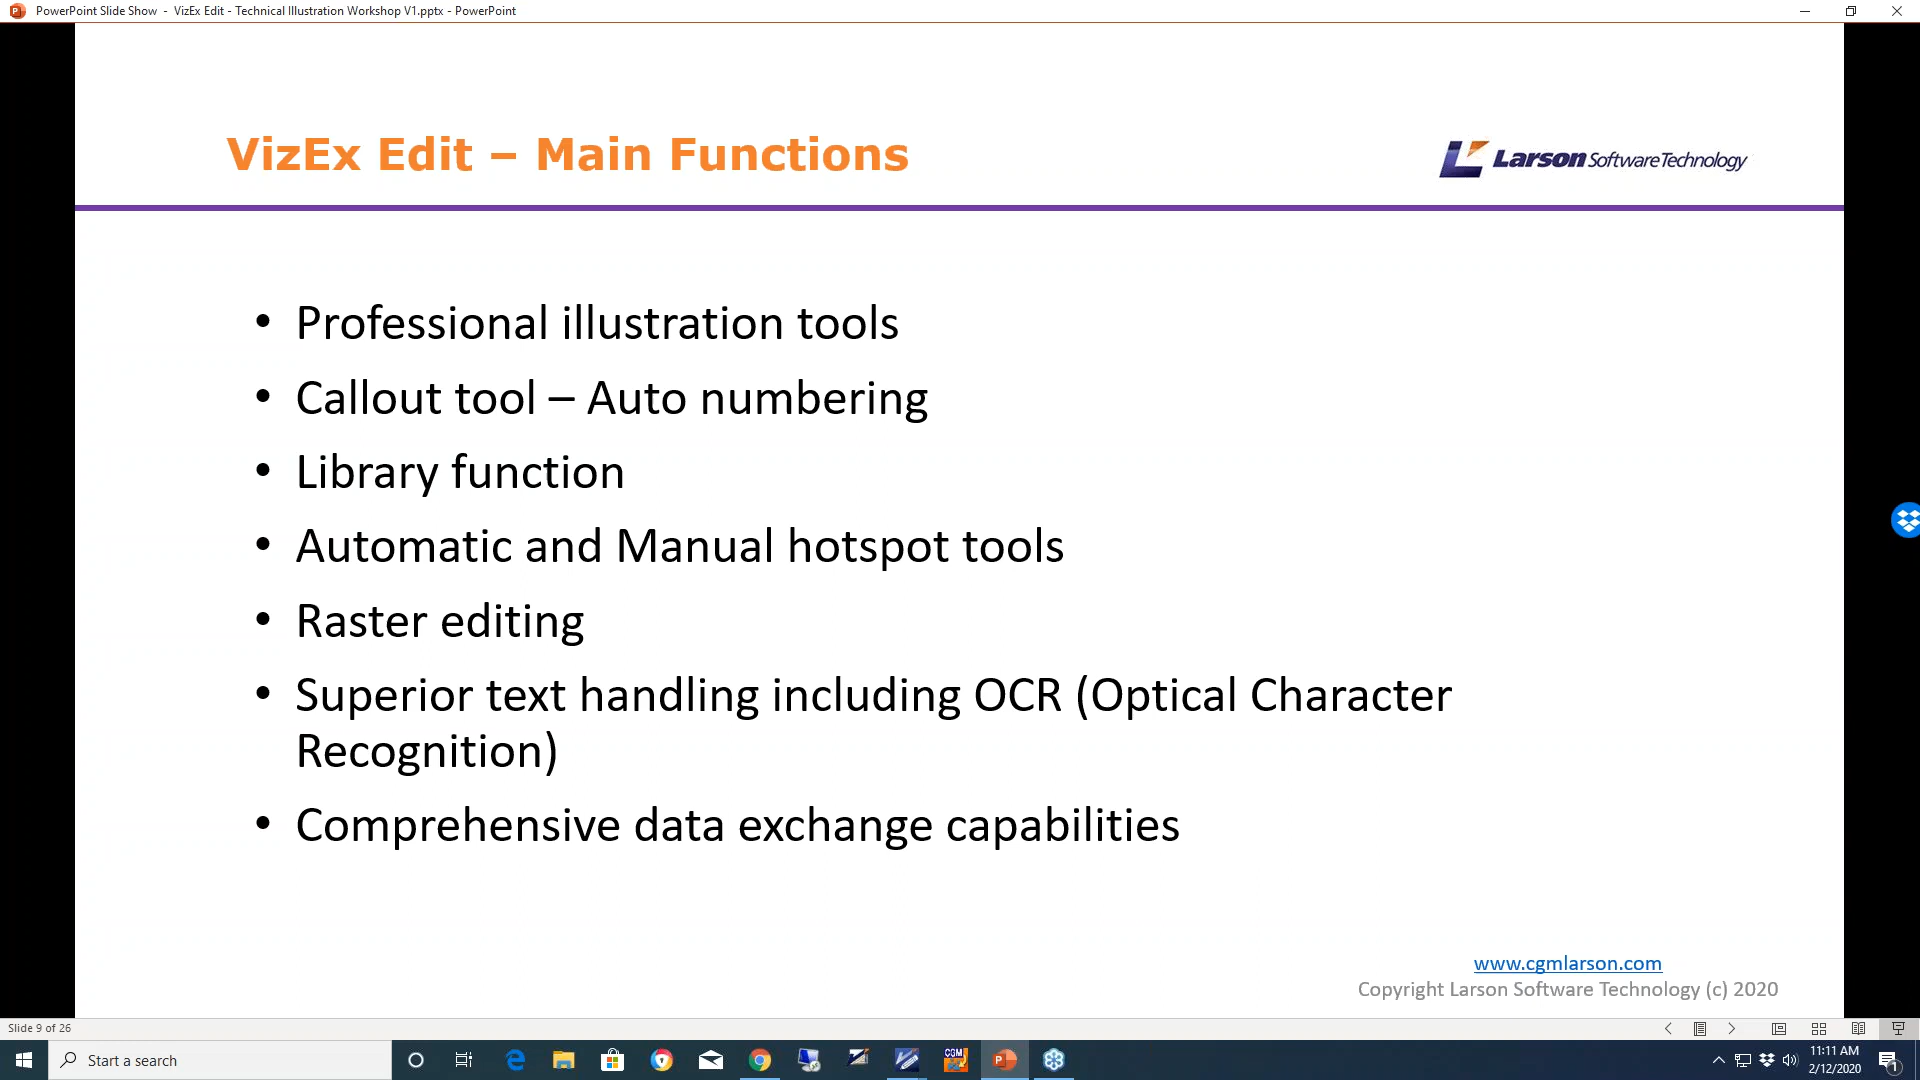 PowerPoint Slide Show - VizEx Edit - Technical Illustration Workshop V1.pptx - PowerPoint
VizEx Edit – Main Functions
Larson Software Technology
• Professional illustration tools
• Callout tool – Auto numbering
• Library function
• Automatic and Manual hotspot tools
• Raster editing
• Superior text handling including OCR (Optical Character
Recognition)
• Comprehensive data exchange capabilities
www.cgmlarson.com
Copyright Larson Software Technology (c) 2020
Slide 9 of 26
Start a search
CGM
11:11 AM
2/12/2020
1